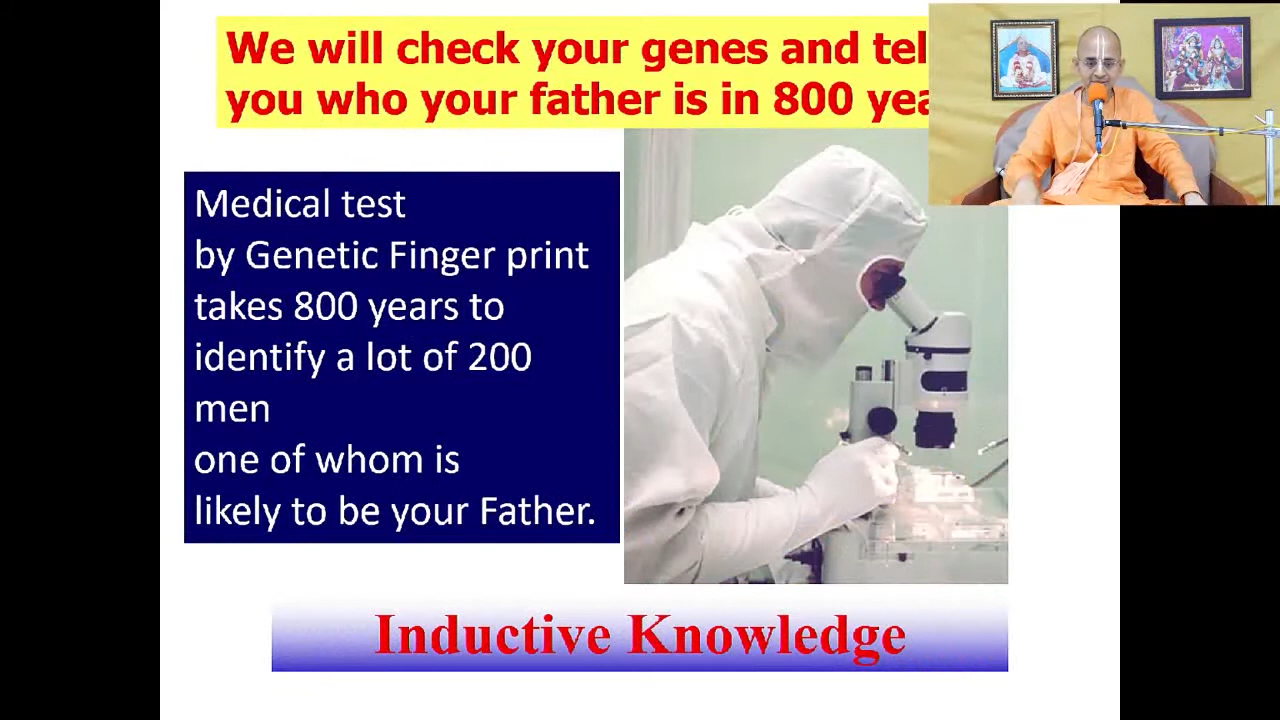 We will check your genes and tel
you who your father is in 800 yea
Medical test
by Genetic Finger print
takes 800 years to
identify a lot of 200
men
one of whom is
likely to be your Father.
Inductive Knowledge